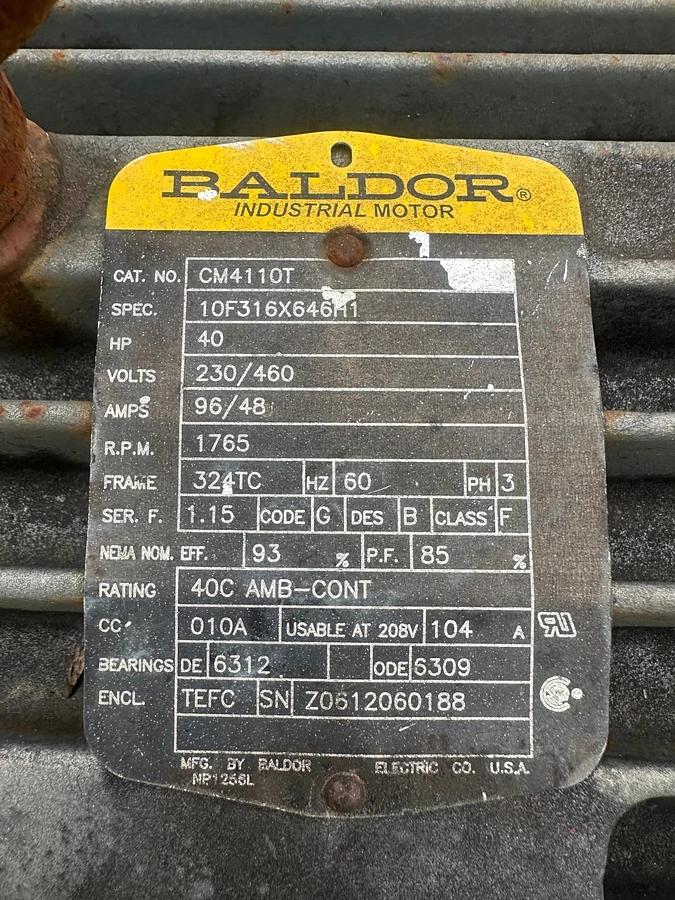 BALDOR®
INDUSTRIAL MOTOR
CAT. NO. CM4110T
SPEC. 10F316X646H1
HP 40
VOLTS 230/460
AMPS 96/48
R.P.M. 1765
FRAME 324TC HZ 60 PH 3
SER. F. 1.15 CODE G DES B CLASS F
NEMA NOM. EFF. 93 % P.F. 85 %
RATING 40C AMB-CONT
CC 010A USABLE AT 208V 104 A
BEARINGS DE 6312 ODE 6309
ENCL. TEFC SN Z0612060188
MFG. BY BALDOR ELECTRIC CO. U.S.A.
NP1256L